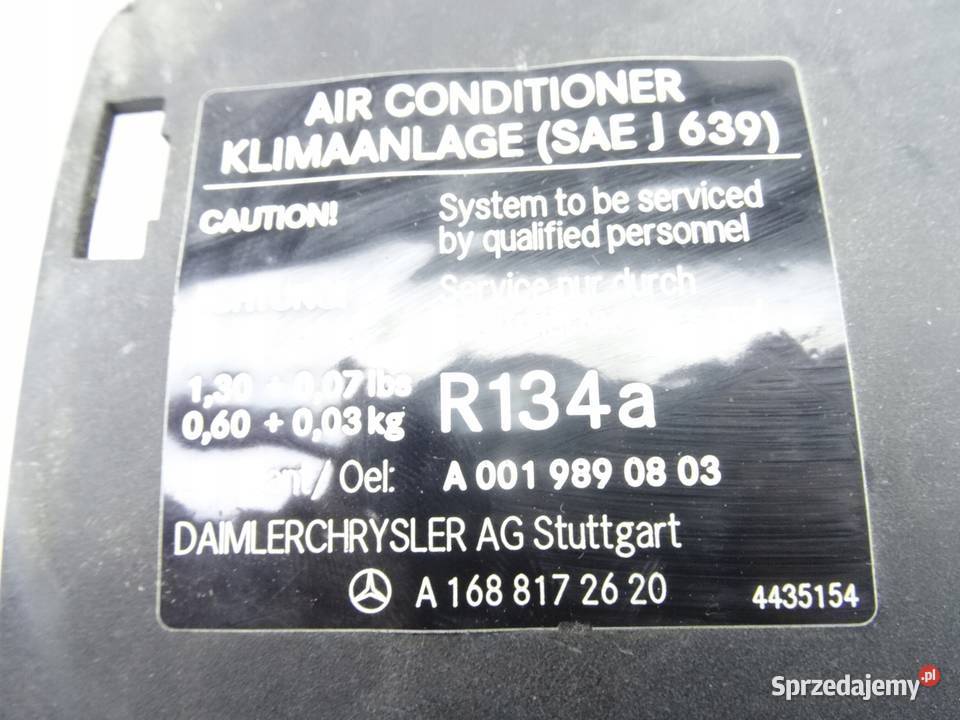 AIR CONDITIONER
KLIMAANLAGE (SAE J 639)
CAUTION! System to be serviced
by qualified personnel
Service nur durch
1,30 + 0,07 lbs
0,60 + 0,03 kg R134a
/ Oel: A 001 989 08 03
DAIMLERCHRYSLER AG Stuttgart
A 168 817 26 20 4435154
Sprzedajemy.pl